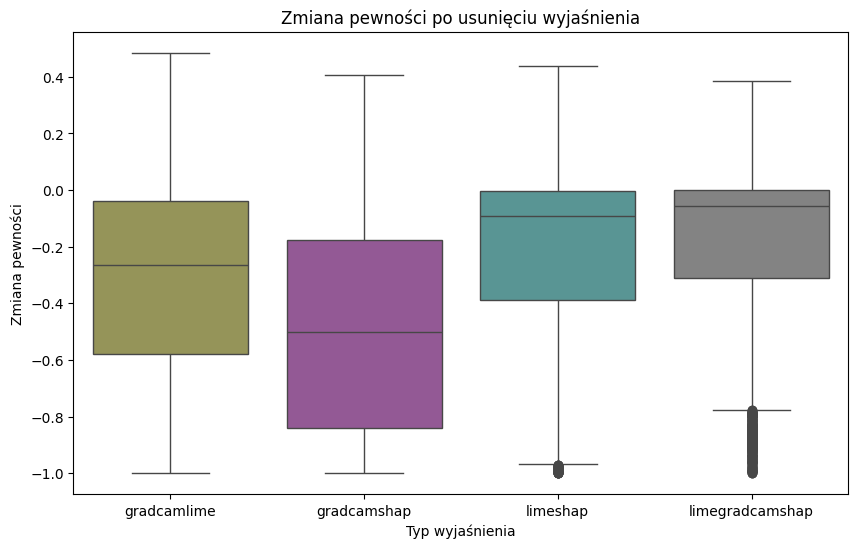 Zmiana pewności po usunięciu wyjaśnienia
Zmiana pewności
0.4
0.2
0.0
−0.2
−0.4
−0.6
−0.8
−1.0
gradcamlime gradcamshap limeshap limegradcamshap
Typ wyjaśnienia